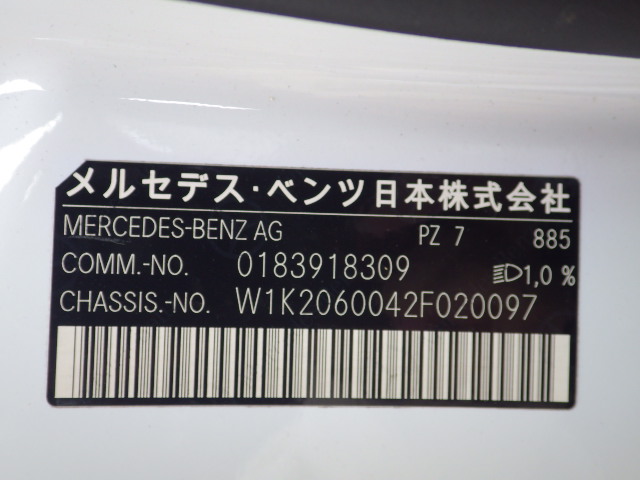 メルセデス・ベンツ日本株式会社
MERCEDES-BENZ AG PZ 7 885
COMM.-NO. 0183918309 1,0 %
CHASSIS.-NO. W1K2060042F020097